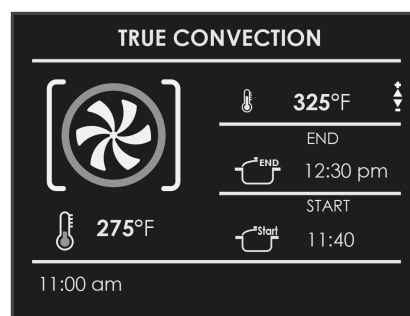 TRUE CONVECTION
325°F
END
END
12:30 pm
START
275°F
Start
11:40
11:00 am